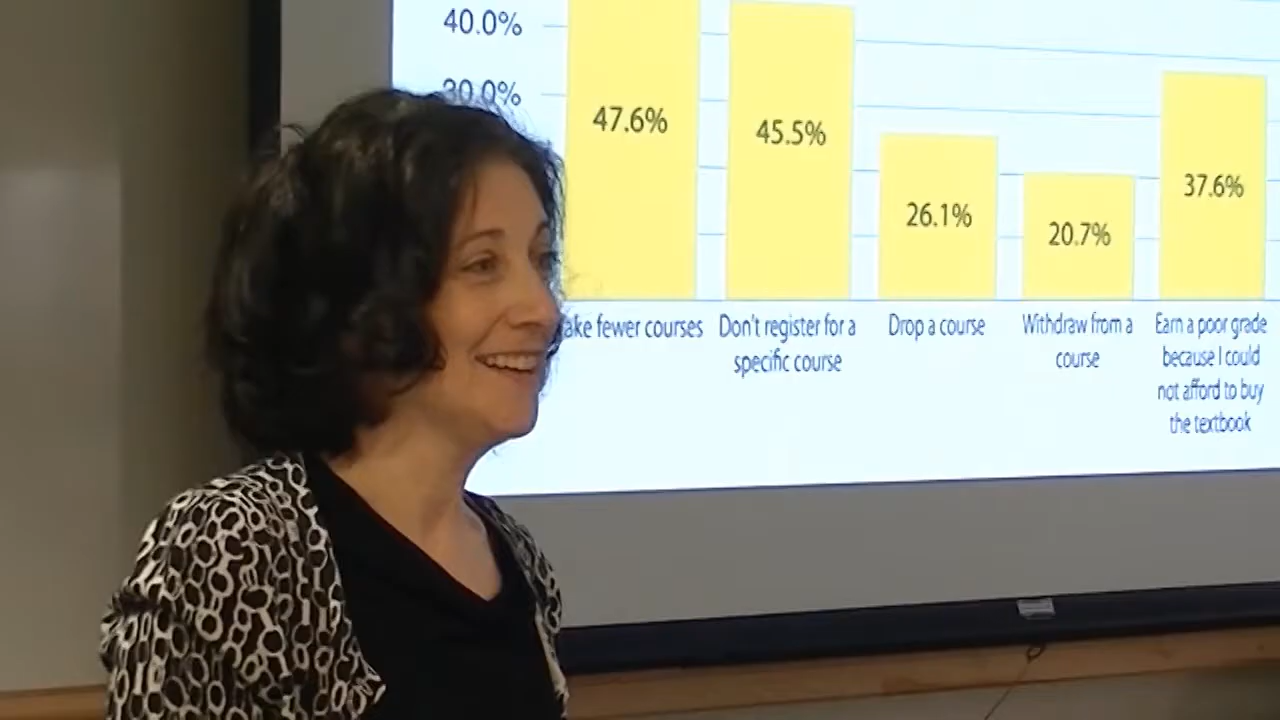 40.0%
30.0%
47.6%
45.5%
26.1%
20.7%
37.6%
ake fewer courses
Don't register for a
specific course
Drop a course
Withdraw from a
course
Earn a poor grade
because I could
not afford to buy
the textbook